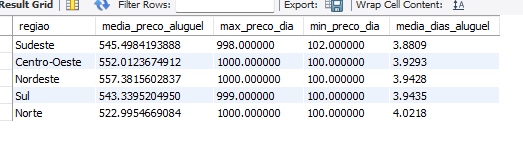 Result Grid Filter Rows: Export: Wrap Cell Content:
regiao media_preco_aluguel max_preco_dia min_preco_dia media_dias_aluguel
Sudeste 545.4984193888 998.000000 102.000000 3.8809
Centro-Oeste 552.0123674912 1000.000000 100.000000 3.9293
Nordeste 557.3815602837 1000.000000 100.000000 3.9428
Sul 543.3395204950 999.000000 100.000000 3.9435
Norte 522.9954669084 1000.000000 100.000000 4.0218